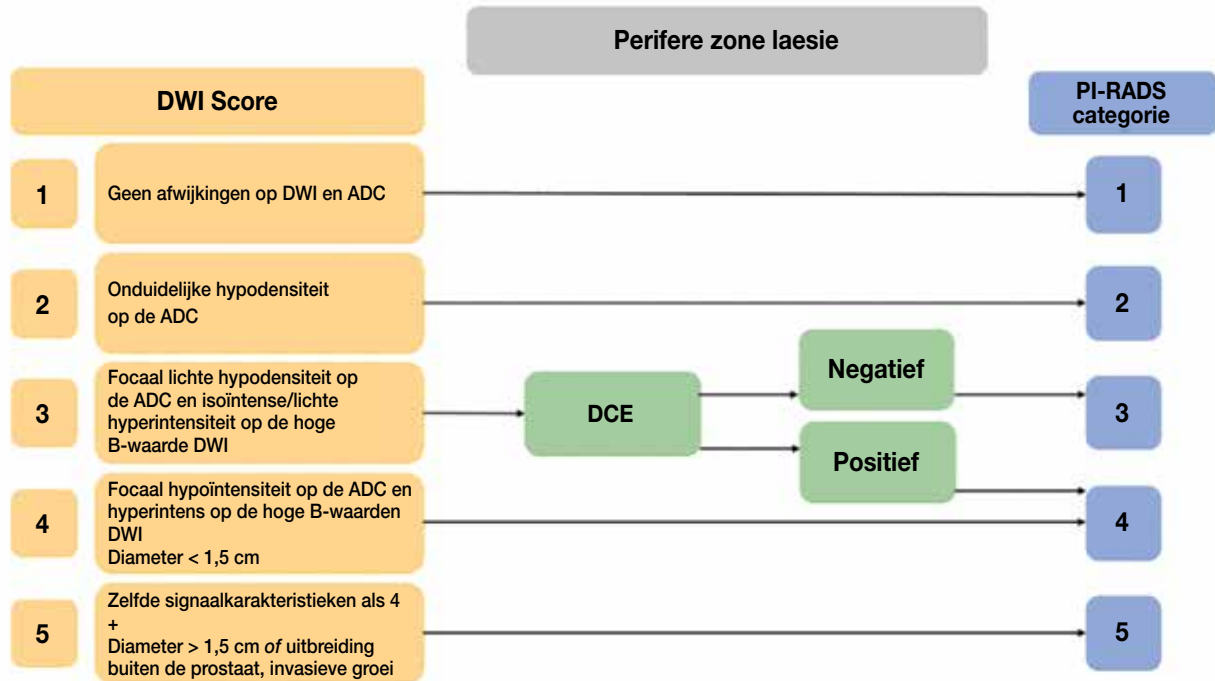 Perifere zone laesie
DWI Score
PI-RADS
categorie
1
Geen afwijkingen op DWI en ADC
1
2
Onduidelijke hypodensiteit
op de ADC
2
3
Focaal lichte hypodensiteit op
de ADC en isoïntense/lichte
hyperintensiteit op de hoge
B-waarde DWI
DCE
Negatief
Positief
3
4
Focaal hypoïntensiteit op de ADC en
hyperintens op de hoge B-waarden
DWI
Diameter < 1,5 cm
4
5
Zelfde signaalkarakteristieken als 4
+
Diameter > 1,5 cm of uitbreiding
buiten de prostaat, invasieve groei
5